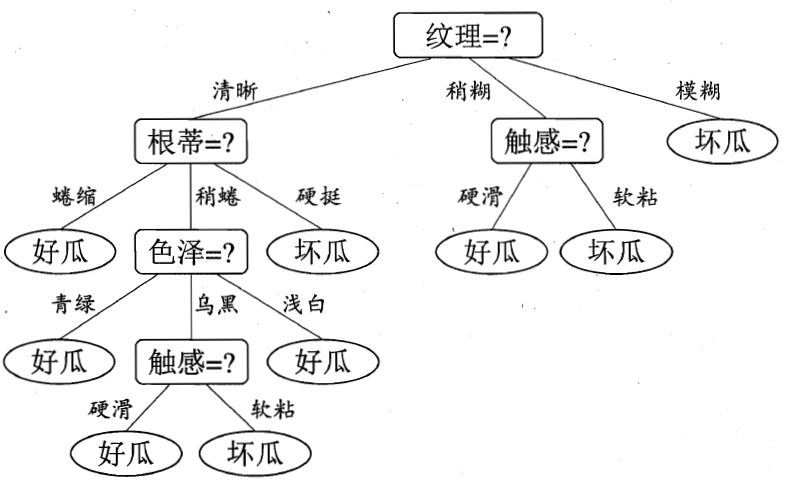 纹理=?
清晰 稍糊 模糊
根蒂=? 触感=? 坏瓜
蜷缩 稍蜷 硬挺 硬滑 软粘
好瓜 色泽=? 坏瓜 好瓜 坏瓜
青绿 乌黑 浅白
好瓜 触感=? 好瓜
硬滑 软粘
好瓜 坏瓜